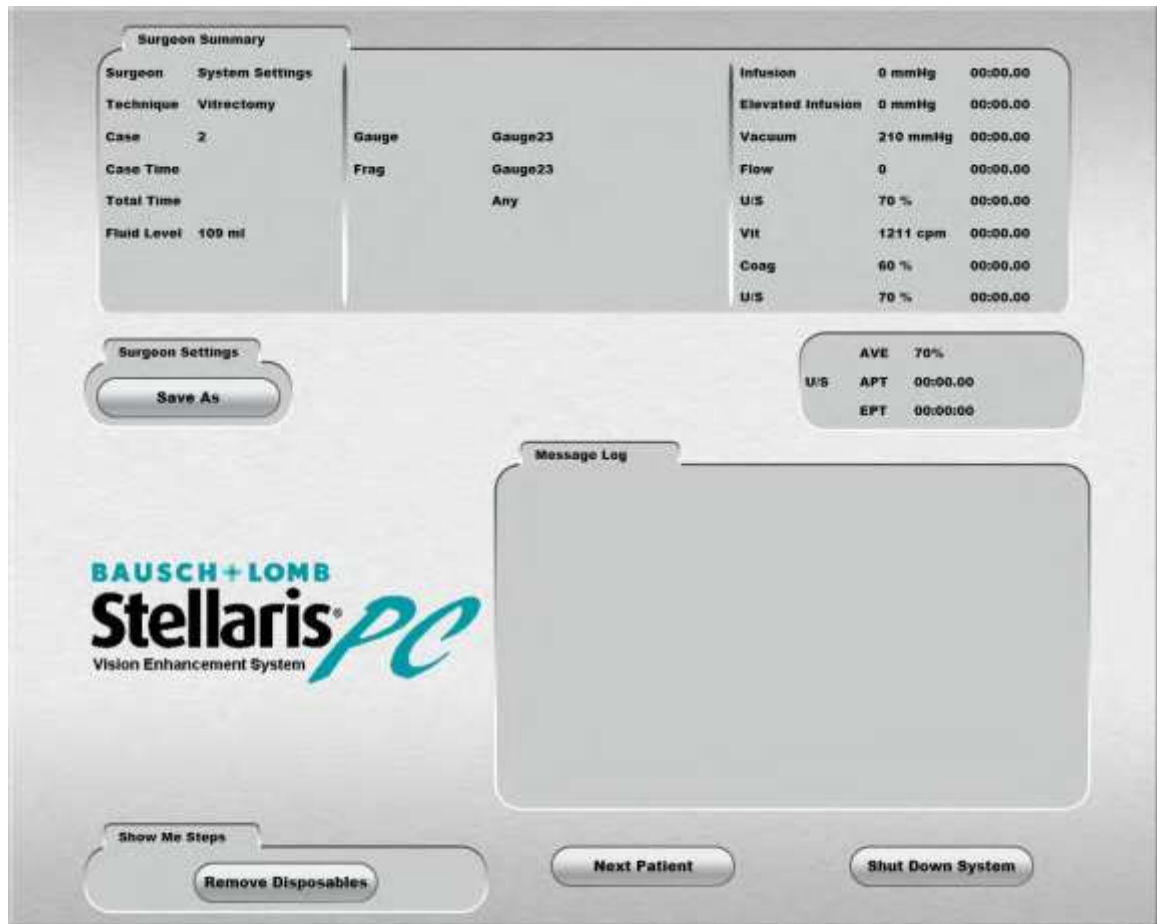 Surgeon Summary
Surgeon System Settings
Technique Vitrectomy
Case 2
Case Time
Total Time
Fluid Level 109 ml
Gauge Gauge23
Frag Gauge23
Any
Infusion 0 mmHg 00:00.00
Elevated Infusion 0 mmHg 00:00.00
Vacuum 210 mmHg 00:00.00
Flow 0 00:00.00
U/S 70 % 00:00.00
Vit 1211 cpm 00:00.00
Coag 60 % 00:00.00
U/S 70 % 00:00.00
Surgeon Settings
Save As
AVE 70%
U/S APT 00:00.00
EPT 00:00:00
Message Log
BAUSCH+LOMB
Stellaris® PC
Vision Enhancement System
Show Me Steps
Remove Disposables
Next Patient
Shut Down System